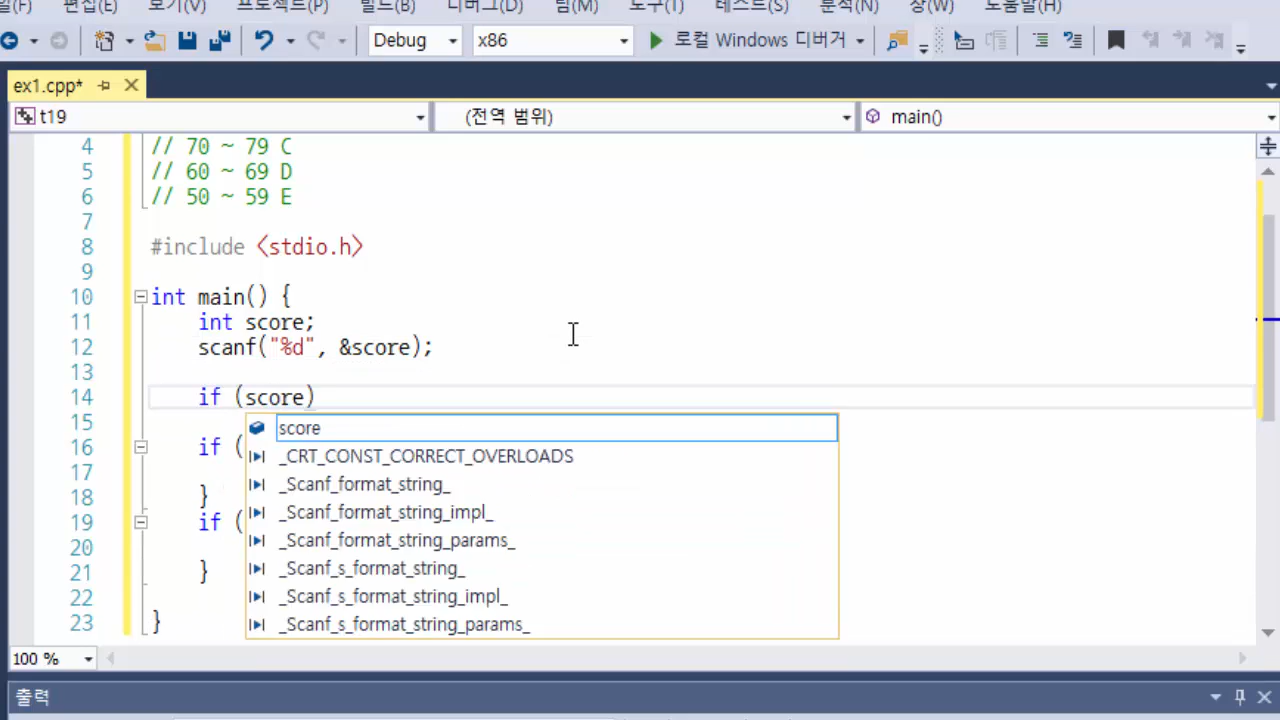 일(F) 편집(E) 보기(V) 프로젝트(P) 빌드(B) 디버그(D) 팀(M) 도구(T) 테스트(S) 분석(N) 창(W) 도움말(H)
Debug x86 로컬 Windows 디버거
ex1.cpp*
t19 (전역 범위) main()
4 // 70 ~ 79 C
5 // 60 ~ 69 D
6 // 50 ~ 59 E
7
8 #include <stdio.h>
9
10 int main() {
11 int score;
12 scanf("%d", &score);
13
14 if (score)
15
16 if (
17
18 }
19 if (
20
21 }
22
23 }
score
_CRT_CONST_CORRECT_OVERLOADS
_Scanf_format_string_
_Scanf_format_string_impl_
_Scanf_format_string_params_
_Scanf_s_format_string_
_Scanf_s_format_string_impl_
_Scanf_s_format_string_params_
100 %
출력